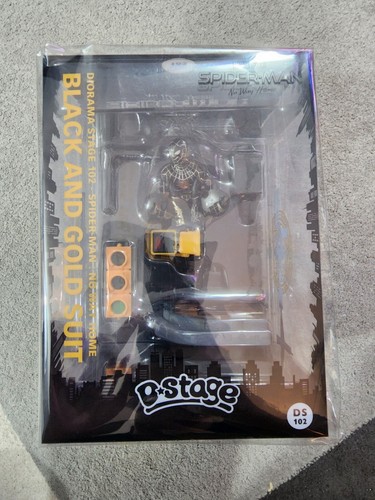 SPIDER-MAN
No Way Home
DIORAMA-STAGE-102-SPIDER-MAN: NO WAY HOME
BLACK AND GOLD SUIT
D-Stage
DS
102